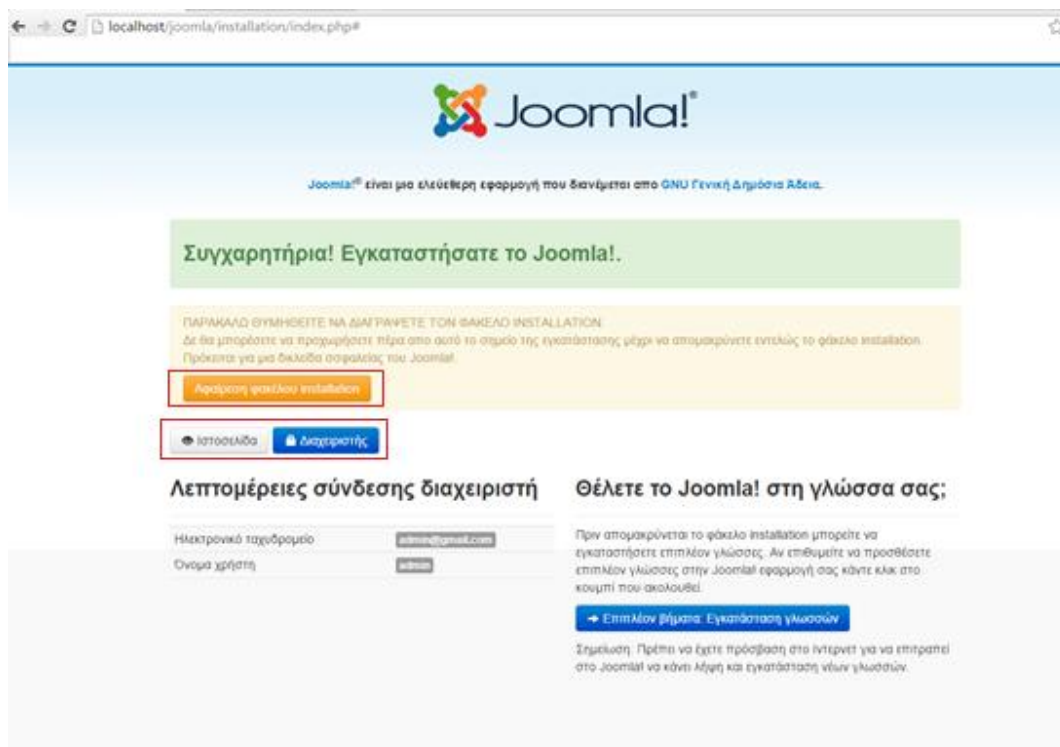 localhost/joomla/installation/index.php#
Joomla!®
Joomla!® είναι μια ελεύθερη εφαρμογή που διανέμεται απο GNU Γενική Δημόσια Άδεια.
Συγχαρητήρια! Εγκαταστήσατε το Joomla!.
ΠΑΡΑΚΑΛΩ ΘΥΜΗΘΕΙΤΕ ΝΑ ΔΙΑΓΡΑΨΕΤΕ ΤΟΝ ΦΑΚΕΛΟ INSTALLATION.
Δε θα μπορέσετε να προχωρήσετε πέρα απο αυτό το σημείο της εγκατάστασης μέχρι να απομακρύνετε εντελώς το φάκελο installation.
Πρόκειται για μια δικλείδα ασφαλείας του Joomla!.
Αφαίρεση φακέλου installation
Ιστοσελίδα Διαχειριστής
Λεπτομέρειες σύνδεσης διαχειριστή
Ηλεκτρονικό ταχυδρομείο admin@gmail.com
Όνομα χρήστη admin
Θέλετε το Joomla! στη γλώσσα σας;
Πριν απομακρύνεται το φάκελο installation μπορείτε να
εγκαταστήσετε επιπλέον γλώσσες. Αν επιθυμείτε να προσθέσετε
επιπλέον γλώσσες στην Joomla! εφαρμογή σας κάντε κλικ στο
κουμπί που ακολουθεί.
Επιπλέον βήματα: Εγκατάσταση γλωσσών
Σημείωση: Πρέπει να έχετε πρόσβαση στο ίντερνετ για να επιτραπεί
στο Joomla! να κάνει λήψη και εγκατάσταση νέων γλωσσών.